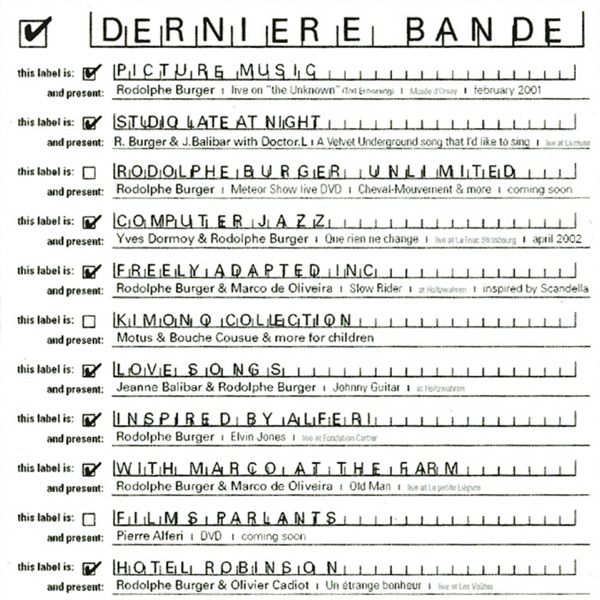 DERNIERE BANDE
this label is: PICTURE MUSIC
and present: Rodolphe Burger ı live on "the Unknown" (Tod Browning) ı Musée d'Orsay ı february 2001
this label is: STUDIO LATE AT NIGHT
and present: R. Burger & J.Balibar with Doctor.L ı A Velvet Underground song that I'd like to sing ı live at La muse
this label is: RODOLPHE BURGER UNLIMITED
and present: Rodolphe Burger ı Meteor Show live DVD ı Cheval-Mouvement & more ı coming soon
this label is: COMPUTER JAZZ
and present: Yves Dormoy & Rodolphe Burger ı Que rien ne change ı live at La fnac Strasbourg ı april 2002
this label is: FREELY ADAPTED INC
and present: Rodolphe Burger & Marco de Oliveira ı Slow Rider ı at Holtzwahren ı inspired by Scandella
this label is: KIMONO COLLECTION
and present: Motus & Bouche Cousue & more for children
this label is: LOVE SONGS
and present: Jeanne Balibar & Rodolphe Burger ı Johnny Guitar ı at Holtzwahren
this label is: INSPIRED BY ALFERI
and present: Rodolphe Burger ı Elvin Jones ı live at Fondation Cartier
this label is: WITH MARCO AT THE FARM
and present: Rodolphe Burger & Marco de Oliveira ı Old Man ı live at La petite Lièpvre
this label is: FILMS PARLANTS
and present: Pierre Alferi ı DVD ı coming soon
this label is: HOTEL ROBINSON
and present: Rodolphe Burger & Olivier Cadiot ı Un étrange bonheur ı live at Les Voûtes